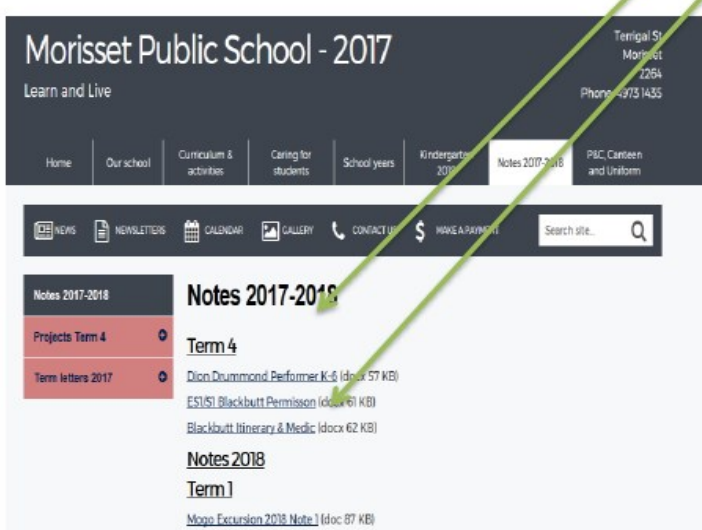 Morisset Public School - 2017
Learn and Live
Terrigal St
Morisset
2264
Phone: 4973 1435
Home
Our school
Curriculum & activities
Caring for students
School years
Kindergarten
Notes 2017-2018
P&C, Canteen and Uniform
NEWS
NEWSLETTERS
CALENDAR
GALLERY
CONTACT US
MAKE A PAYMENT
Search site..
Notes 2017-2018
Projects Term 4
Term letters 2017
Notes 2017-2018
Term 4
Dion Drummond Performer K-6 (docx 57 KB)
ES1/S1 Blackbutt Permisson (docx 61 KB)
Blackbutt Itinerary & Medic (docx 62 KB)
Notes 2018
Term 1
Mogo Excursion 2018 Note 1 (doc 87 KB)